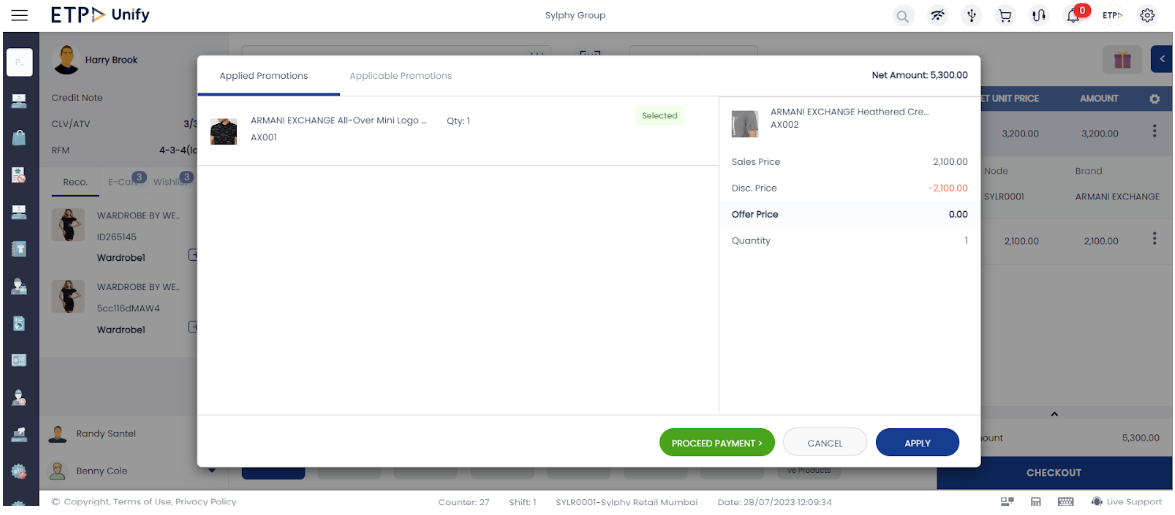 ETP Unify
Sylphy Group
0
ETP
P..
Harry Brook
Credit Note
CLV/ATV 3/3
RFM 4-3-4(lo
Reco. E-Car 3 Wishlis 3
WARDROBE BY WE..
ID265145
Wardrobe1
WARDROBE BY WE.
5cc116dMAW4
Wardrobe1
Randy Santel
Benny Cole
Applied Promotions Applicable Promotions Net Amount: 5,300.00
ARMANI EXCHANGE All-Over Mini Logo ... Qty: 1 Selected
AX001
ARMANI EXCHANGE Heathered Cre...
AX002
Sales Price 2,100.00
Disc. Price -2,100.00
Offer Price 0.00
Quantity 1
PROCEED PAYMENT > CANCEL APPLY
ET UNIT PRICE AMOUNT
3,200.00 3,200.00
Node Brand
SYLR0001 ARMANI EXCHANGE
2,100.00 2,100.00
ount 5,300.00
ve Products
CHECKOUT
© Copyright, Terms of Use, Privacy Policy Counter: 27 Shift: 1 SYLR0001-Sylphy Retail Mumbai Date: 28/07/2023 12:09:34 Live Support